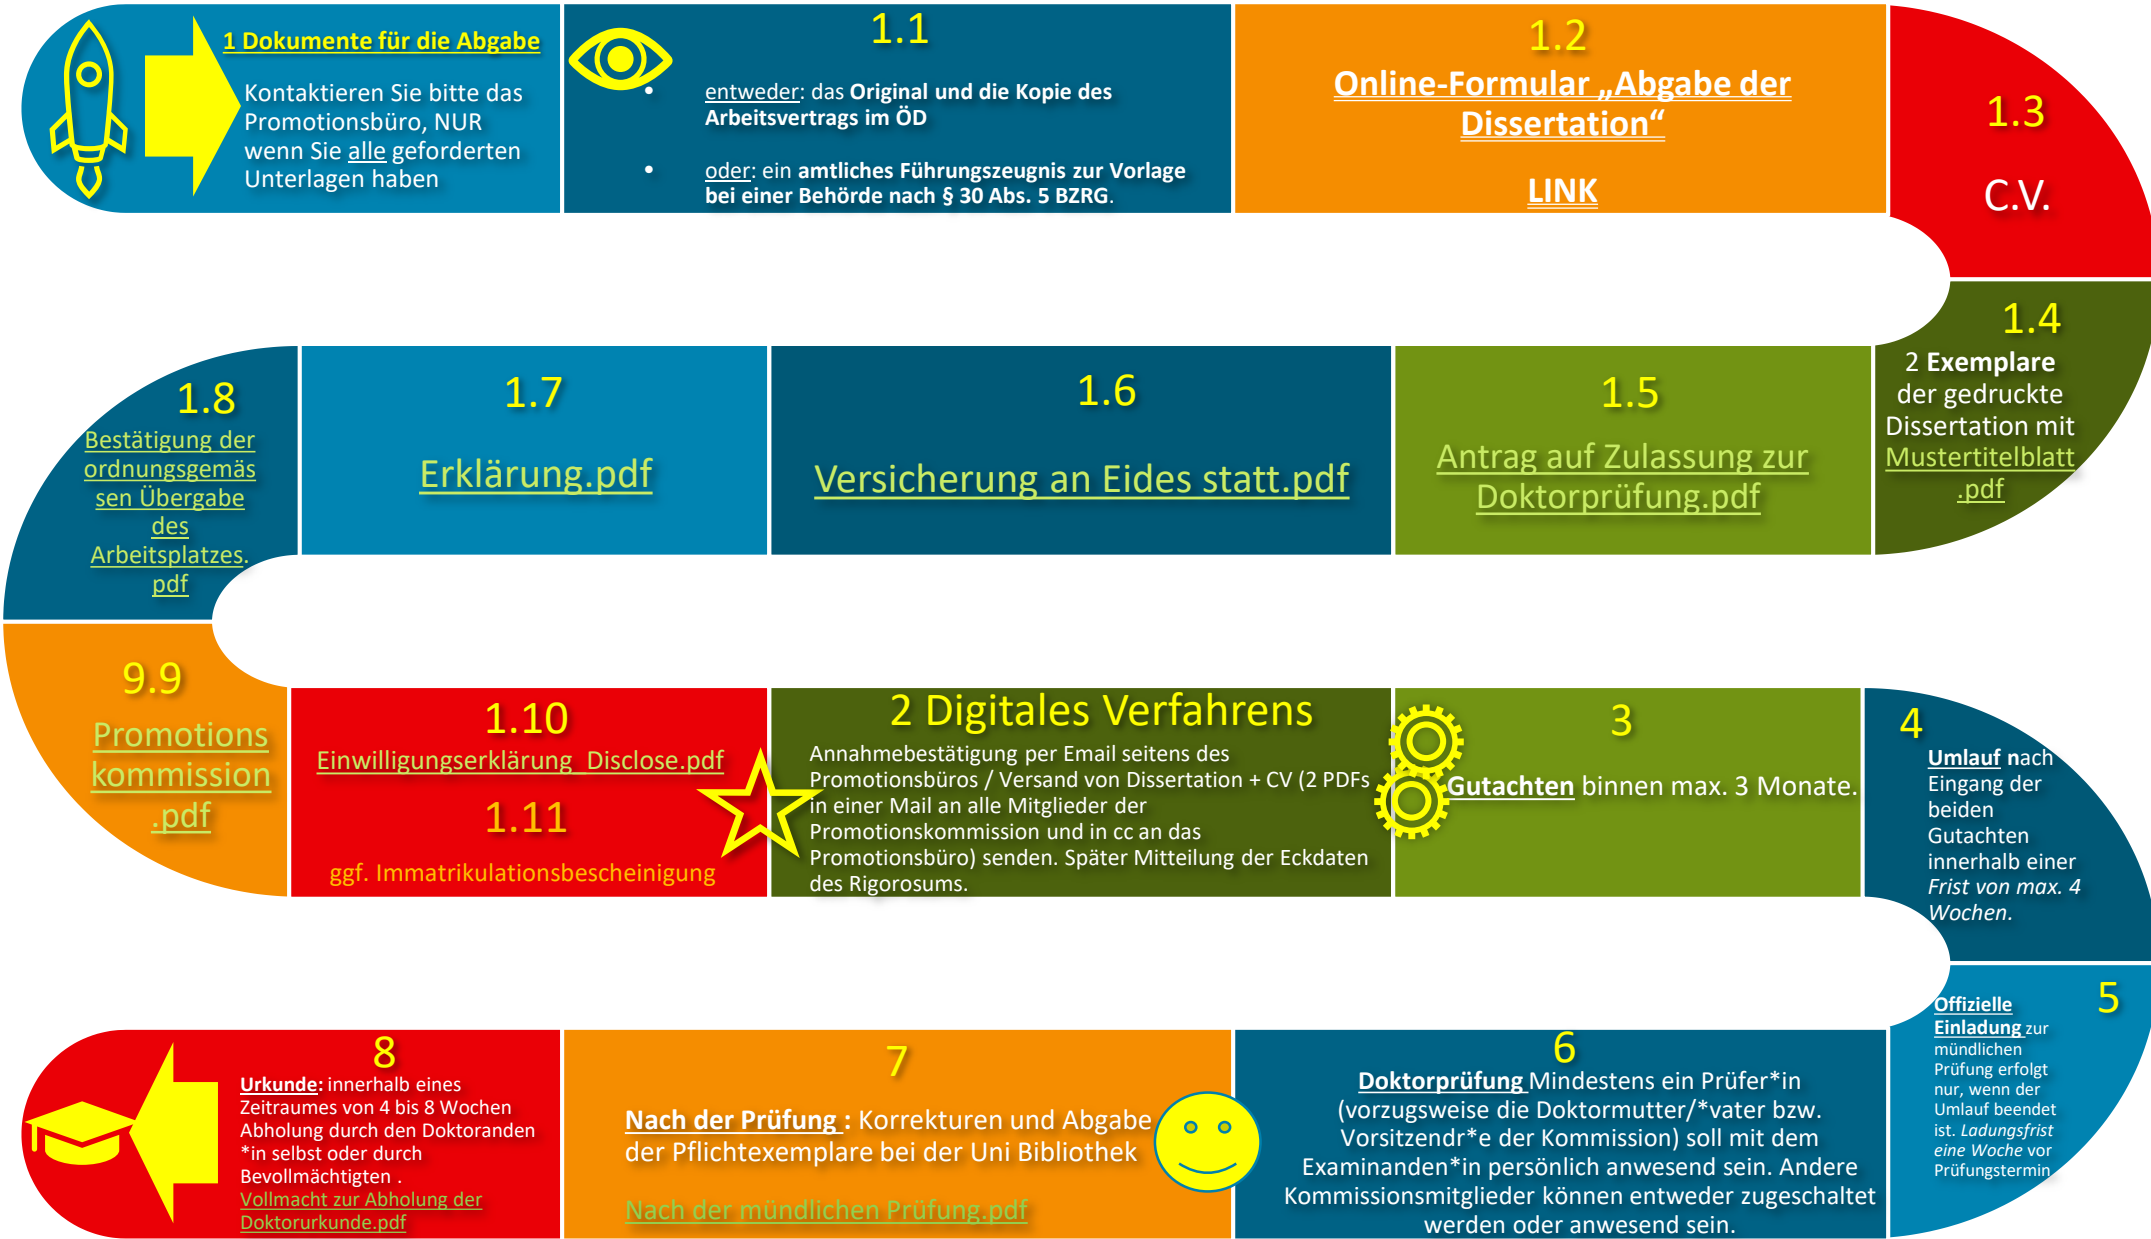 1 Dokumente für die Abgabe
Kontaktieren Sie bitte das
Promotionsbüro, NUR
wenn Sie alle geforderten
Unterlagen haben
1.1
• entweder: das Original und die Kopie des
Arbeitsvertrags im ÖD
• oder: ein amtliches Führungszeugnis zur Vorlage
bei einer Behörde nach § 30 Abs. 5 BZRG.
1.2
Online-Formular „Abgabe der
Dissertation“
LINK
1.3
C.V.
1.4
2 Exemplare
der gedruckte
Dissertation mit
Mustertitelblatt
.pdf
1.5
Antrag auf Zulassung zur
Doktorprüfung.pdf
1.6
Versicherung an Eides statt.pdf
1.7
Erklärung.pdf
1.8
Bestätigung der
ordnungsgemäs
sen Übergabe
des
Arbeitsplatzes.
pdf
9.9
Promotions
kommission
.pdf
1.10
Einwilligungserklärung_Disclose.pdf
1.11
ggf. Immatrikulationsbescheinigung
2 Digitales Verfahrens
Annahmebestätigung per Email seitens des
Promotionsbüros / Versand von Dissertation + CV (2 PDFs
in einer Mail an alle Mitglieder der
Promotionskommission und in cc an das
Promotionsbüro) senden. Später Mitteilung der Eckdaten
des Rigorosums.
3
Gutachten binnen max. 3 Monate.
4
Umlauf nach
Eingang der
beiden
Gutachten
innerhalb einer
Frist von max. 4
Wochen.
5
Offizielle
Einladung zur
mündlichen
Prüfung erfolgt
nur, wenn der
Umlauf beendet
ist. Ladungsfrist
eine Woche vor
Prüfungstermin
6
Doktorprüfung Mindestens ein Prüfer*in
(vorzugsweise die Doktormutter/*vater bzw.
Vorsitzendr*e der Kommission) soll mit dem
Examinanden*in persönlich anwesend sein. Andere
Kommissionsmitglieder können entweder zugeschaltet
werden oder anwesend sein.
7
Nach der Prüfung : Korrekturen und Abgabe
der Pflichtexemplare bei der Uni Bibliothek
Nach der mündlichen Prüfung.pdf
8
Urkunde: innerhalb eines
Zeitraumes von 4 bis 8 Wochen
Abholung durch den Doktoranden
*in selbst oder durch
Bevollmächtigten .
Vollmacht zur Abholung der
Doktorurkunde.pdf